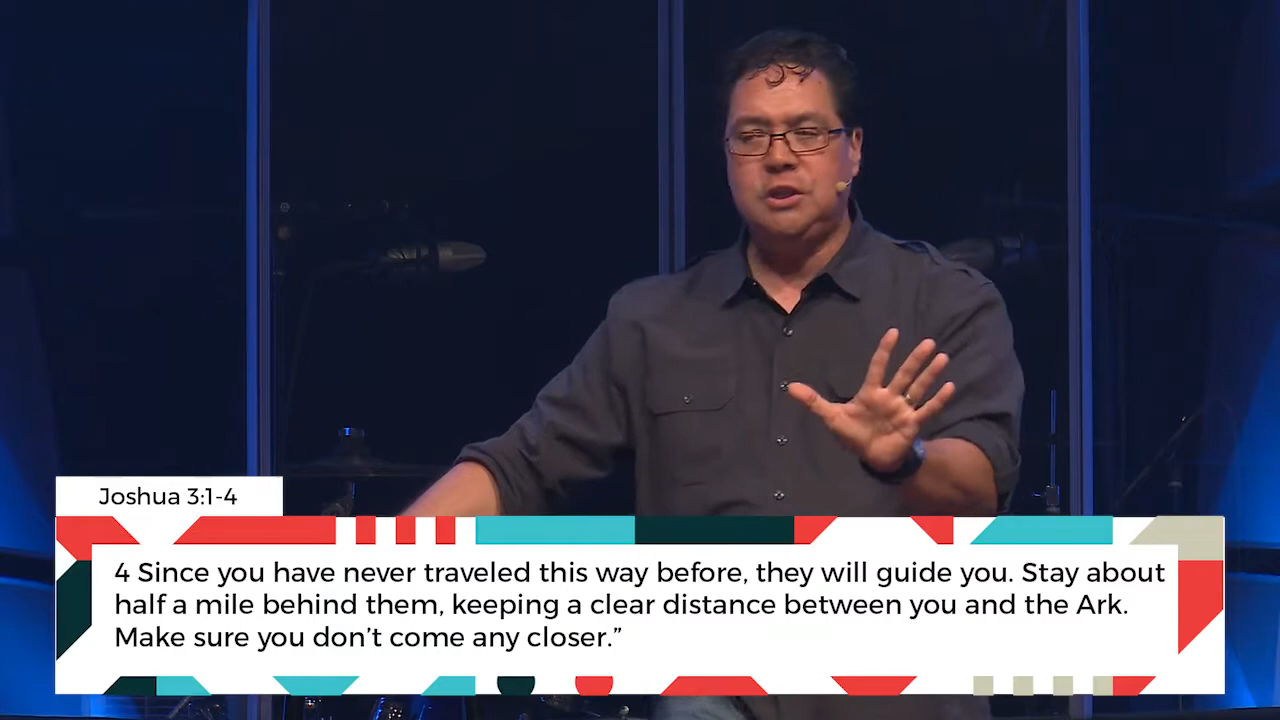 Joshua 3:1-4
4 Since you have never traveled this way before, they will guide you. Stay about
half a mile behind them, keeping a clear distance between you and the Ark.
Make sure you don’t come any closer.”